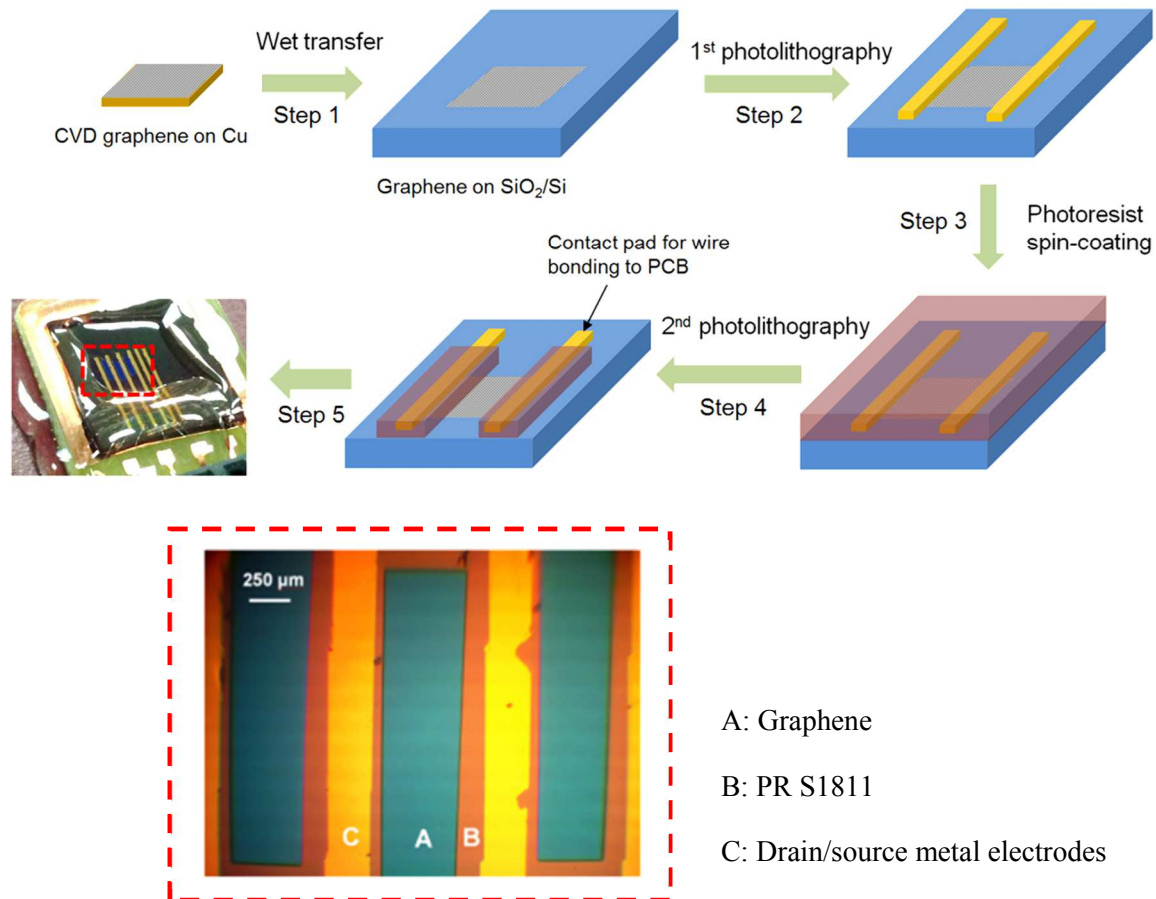 Wet transfer
Step 1
CVD graphene on Cu
Graphene on SiO₂/Si
1st photolithography
Step 2
Step 3
Photoresist
spin-coating
Contact pad for wire
bonding to PCB
2nd photolithography
Step 4
Step 5
250 μm
C
A
B
A: Graphene
B: PR S1811
C: Drain/source metal electrodes